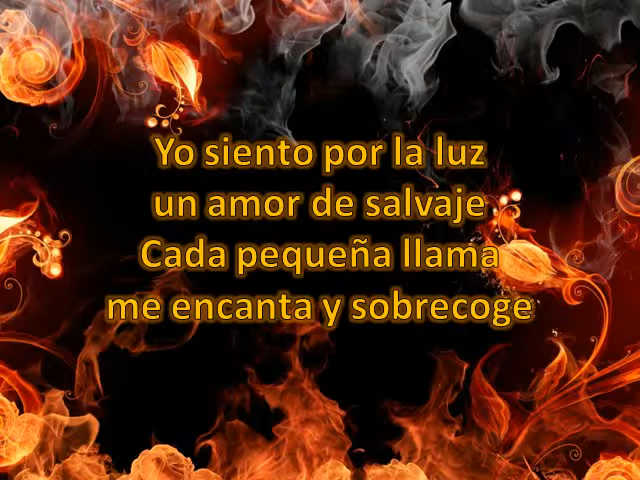 Yo siento por la luz
un amor de salvaje
Cada pequeña llama
me encanta y sobrecoge